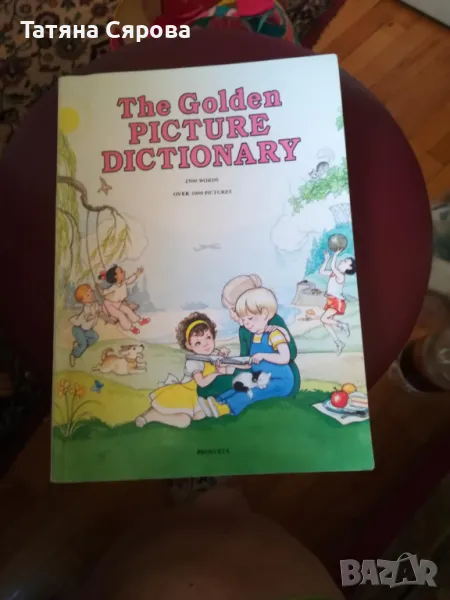 Татяна Сярова
The Golden
PICTURE
DICTIONARY
2500 WORDS
OVER 1000 PICTURES
PROSVETA
BAZAR